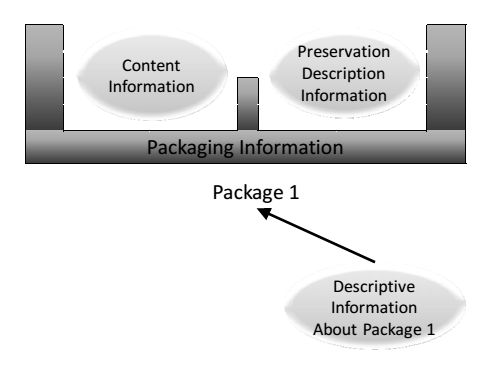 Content
Information
Preservation
Description
Information
Packaging Information
Package 1
Descriptive
Information
About Package 1